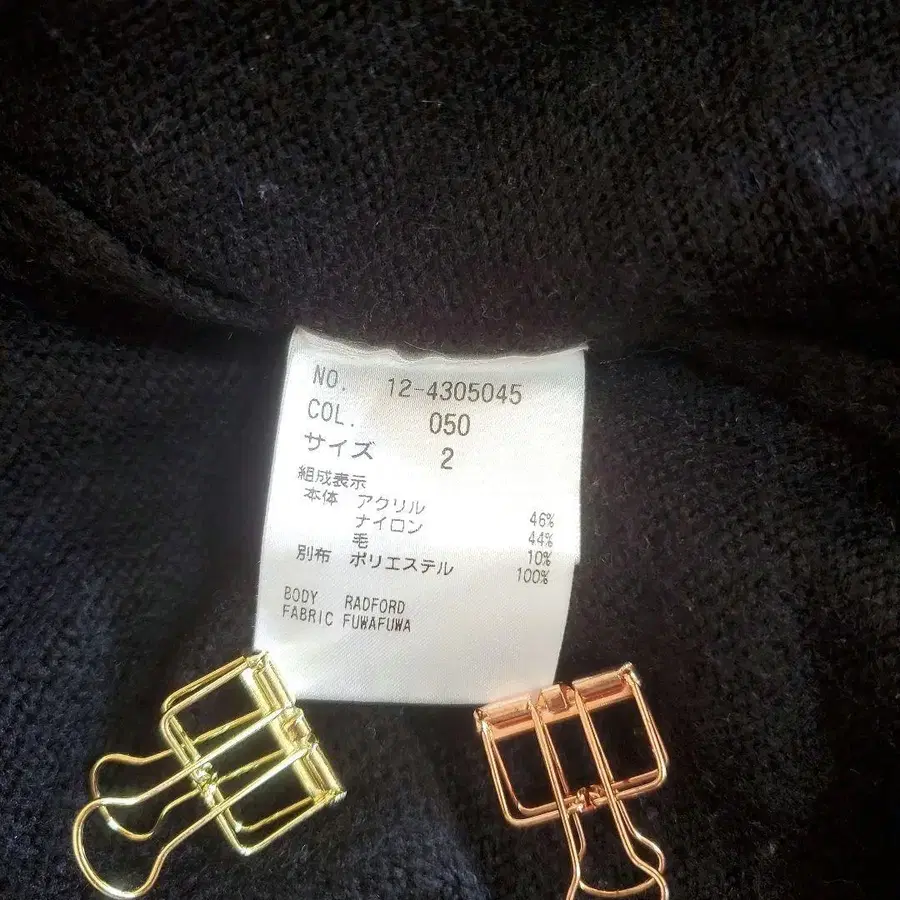 NO. 12-4305045
COL. 050
サイズ 2
組成表示
本体 アクリル 46%
ナイロン 44%
毛 10%
別布 ポリエステル 100%
BODY RADFORD
FABRIC FUWAFUWA